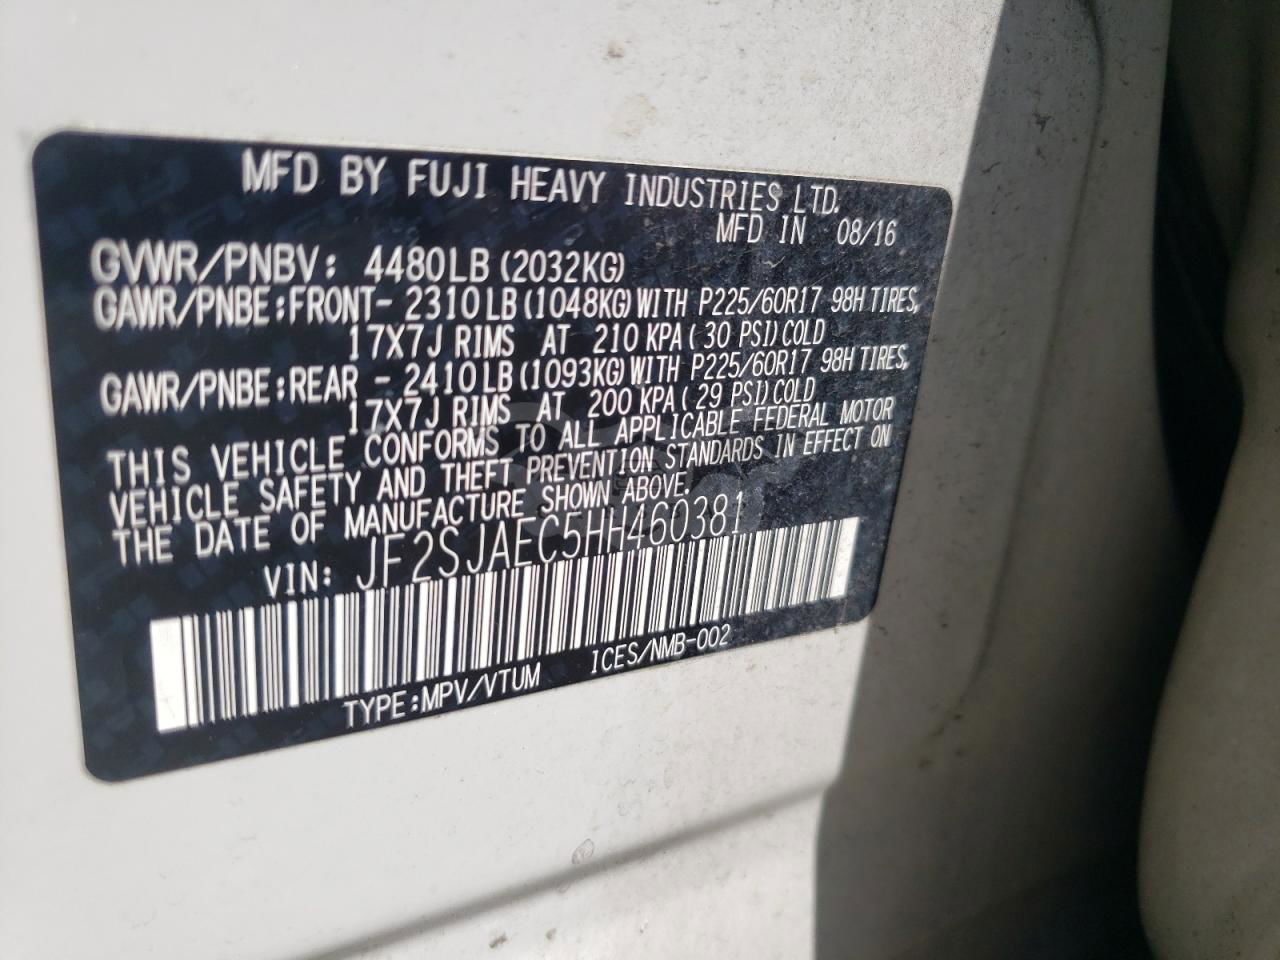 MFD BY FUJI HEAVY INDUSTRIES LTD.
MFD IN 08/16
GVWR/PNBV: 4480LB (2032KG)
GAWR/PNBE:FRONT- 2310LB (1048KG) WITH P225/60R17 98H TIRES,
17X7J RIMS AT 210 KPA ( 30 PSI) COLD
GAWR/PNBE:REAR - 2410LB (1093KG) WITH P225/60R17 98H TIRES,
17X7J RIMS AT 200 KPA ( 29 PSI) COLD
THIS VEHICLE CONFORMS TO ALL APPLICABLE FEDERAL MOTOR
VEHICLE SAFETY AND THEFT PREVENTION STANDARDS IN EFFECT ON
THE DATE OF MANUFACTURE SHOWN ABOVE.
VIN: JF2SJAEC5HH460381
ICES/NMB-002
TYPE:MPV/VTUM